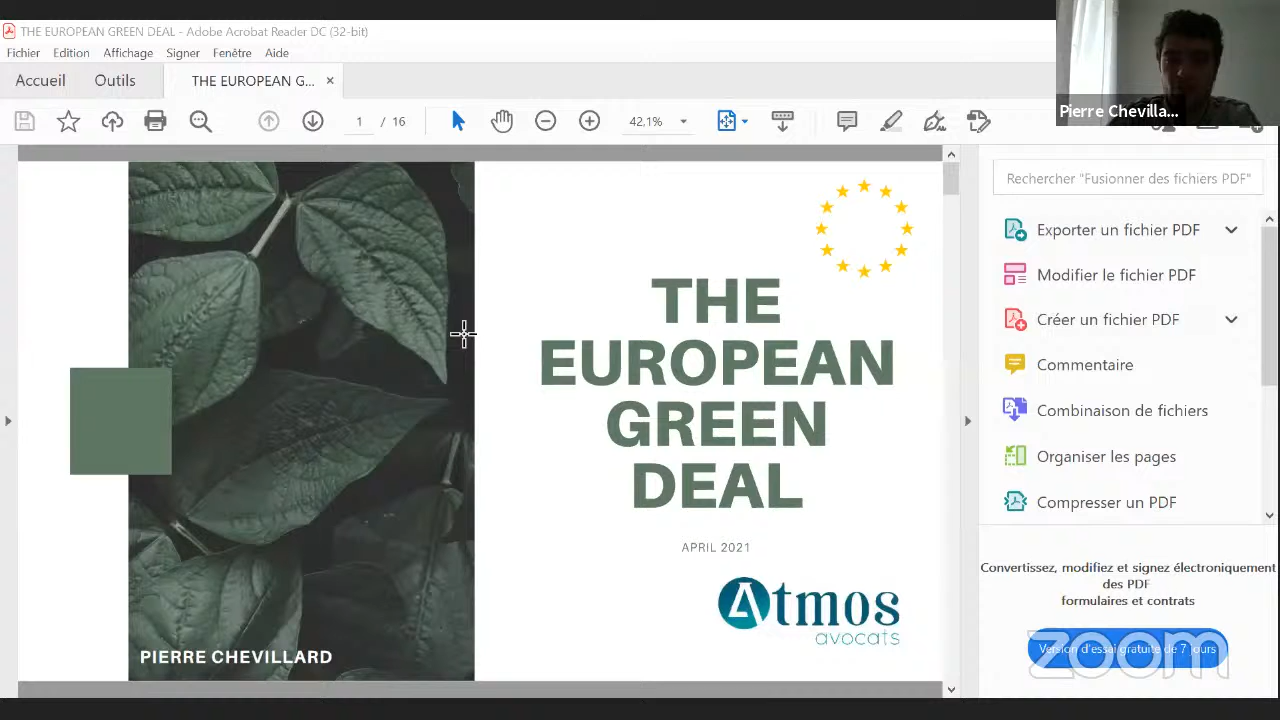 THE EUROPEAN GREEN DEAL - Adobe Acrobat Reader DC (32-bit)
Fichier Edition Affichage Signer Fenêtre Aide
Accueil Outils THE EUROPEAN G... ×
1 / 16 42,1%
Pierre Chevilla...
Rechercher "Fusionner des fichiers PDF"
Exporter un fichier PDF
Modifier le fichier PDF
Créer un fichier PDF
Commentaire
Combinaison de fichiers
Organiser les pages
Compresser un PDF
Convertissez, modifiez et signez électroniquement
des PDF
formulaires et contrats
Version d'essai gratuite de 7 jours
zoom
THE
EUROPEAN
GREEN
DEAL
APRIL 2021
Atmos
avocats
PIERRE CHEVILLARD